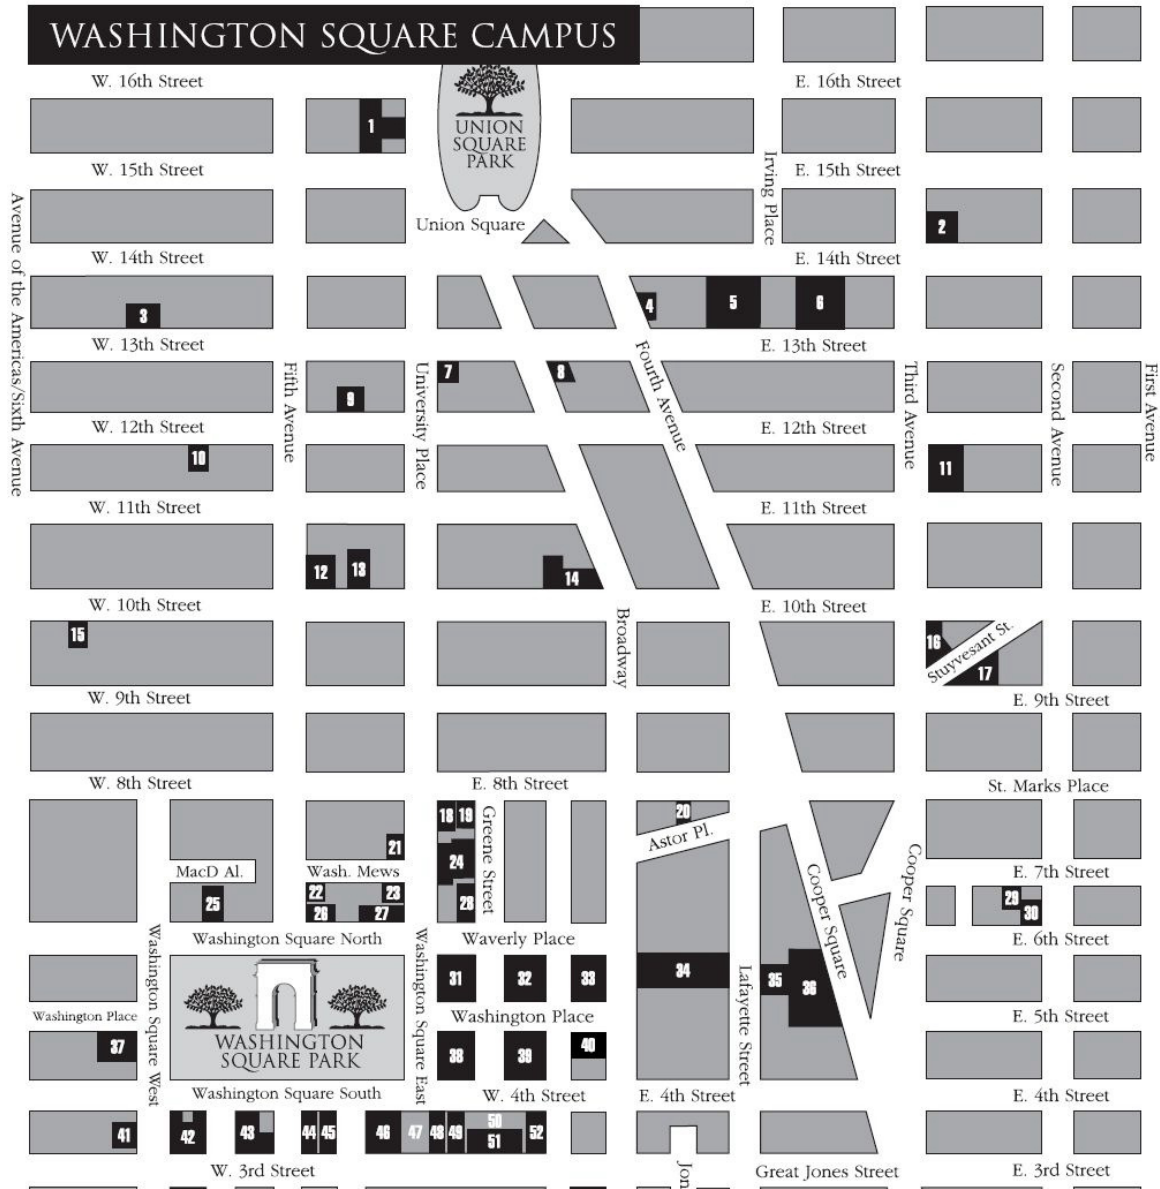 WASHINGTON SQUARE CAMPUS
W. 16th Street
E. 16th Street
UNION
SQUARE
PARK
1
W. 15th Street
Irving Place
E. 15th Street
Avenue of the Americas/Sixth Avenue
Union Square
2
W. 14th Street
E. 14th Street
3
4
5
6
W. 13th Street
E. 13th Street
Fifth Avenue
University Place
Fourth Avenue
Third Avenue
Second Avenue
First Avenue
7
8
9
W. 12th Street
E. 12th Street
10
11
W. 11th Street
E. 11th Street
12
13
14
W. 10th Street
E. 10th Street
Broadway
15
16
Stuyvesant St.
17
W. 9th Street
E. 9th Street
W. 8th Street
E. 8th Street
St. Marks Place
18
19
Greene Street
20
Astor Pl.
21
24
MacD Al.
Wash. Mews
Cooper Square
Cooper Square
E. 7th Street
22
23
25
26
27
28
29
30
Washington Square North
Waverly Place
E. 6th Street
Washington Square West
Washington Square East
31
32
33
34
Lafayette Street
35
36
Washington Place
WASHINGTON
SQUARE PARK
Washington Place
E. 5th Street
37
38
39
40
Washington Square South
W. 4th Street
E. 4th Street
E. 4th Street
41
42
43
44
45
46
47
48
49
50
51
52
W. 3rd Street
Jon
Great Jones Street
E. 3rd Street